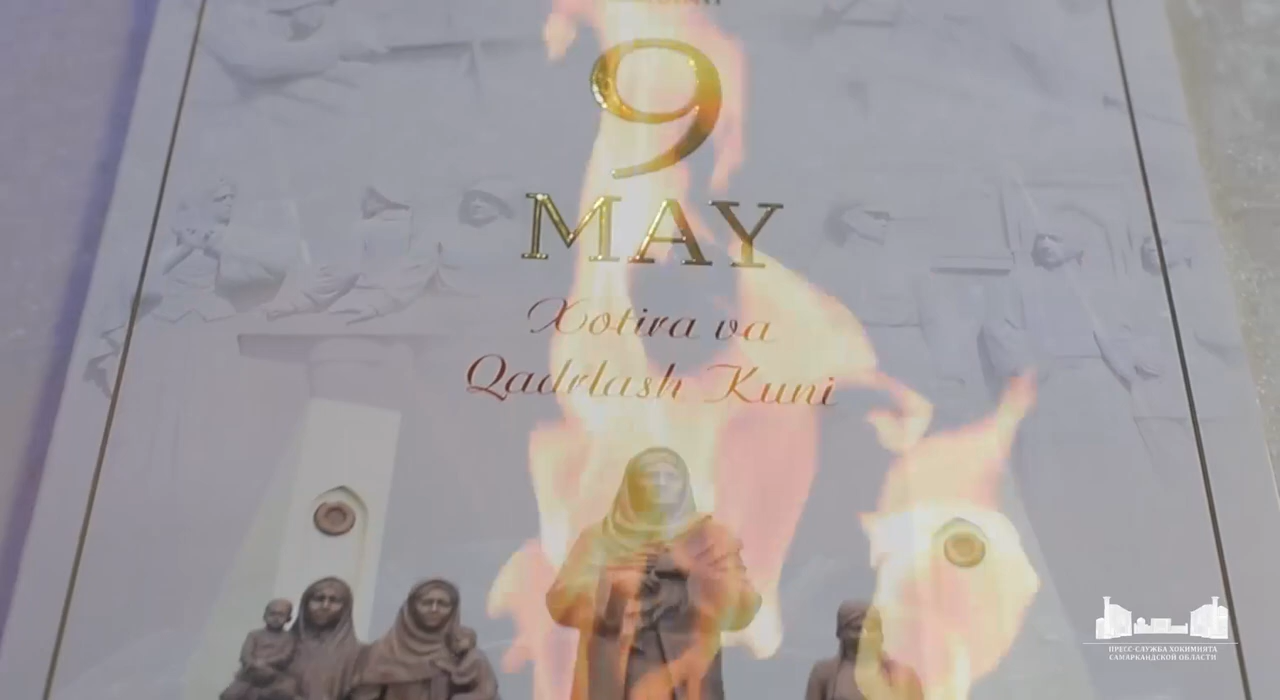 9
MAY
Xotira va
Qadrlash Kuni
ПРЕСС-СЛУЖБА ХОКИМИЯТА
САМАРКАНДСКОЙ ОБЛАСТИ